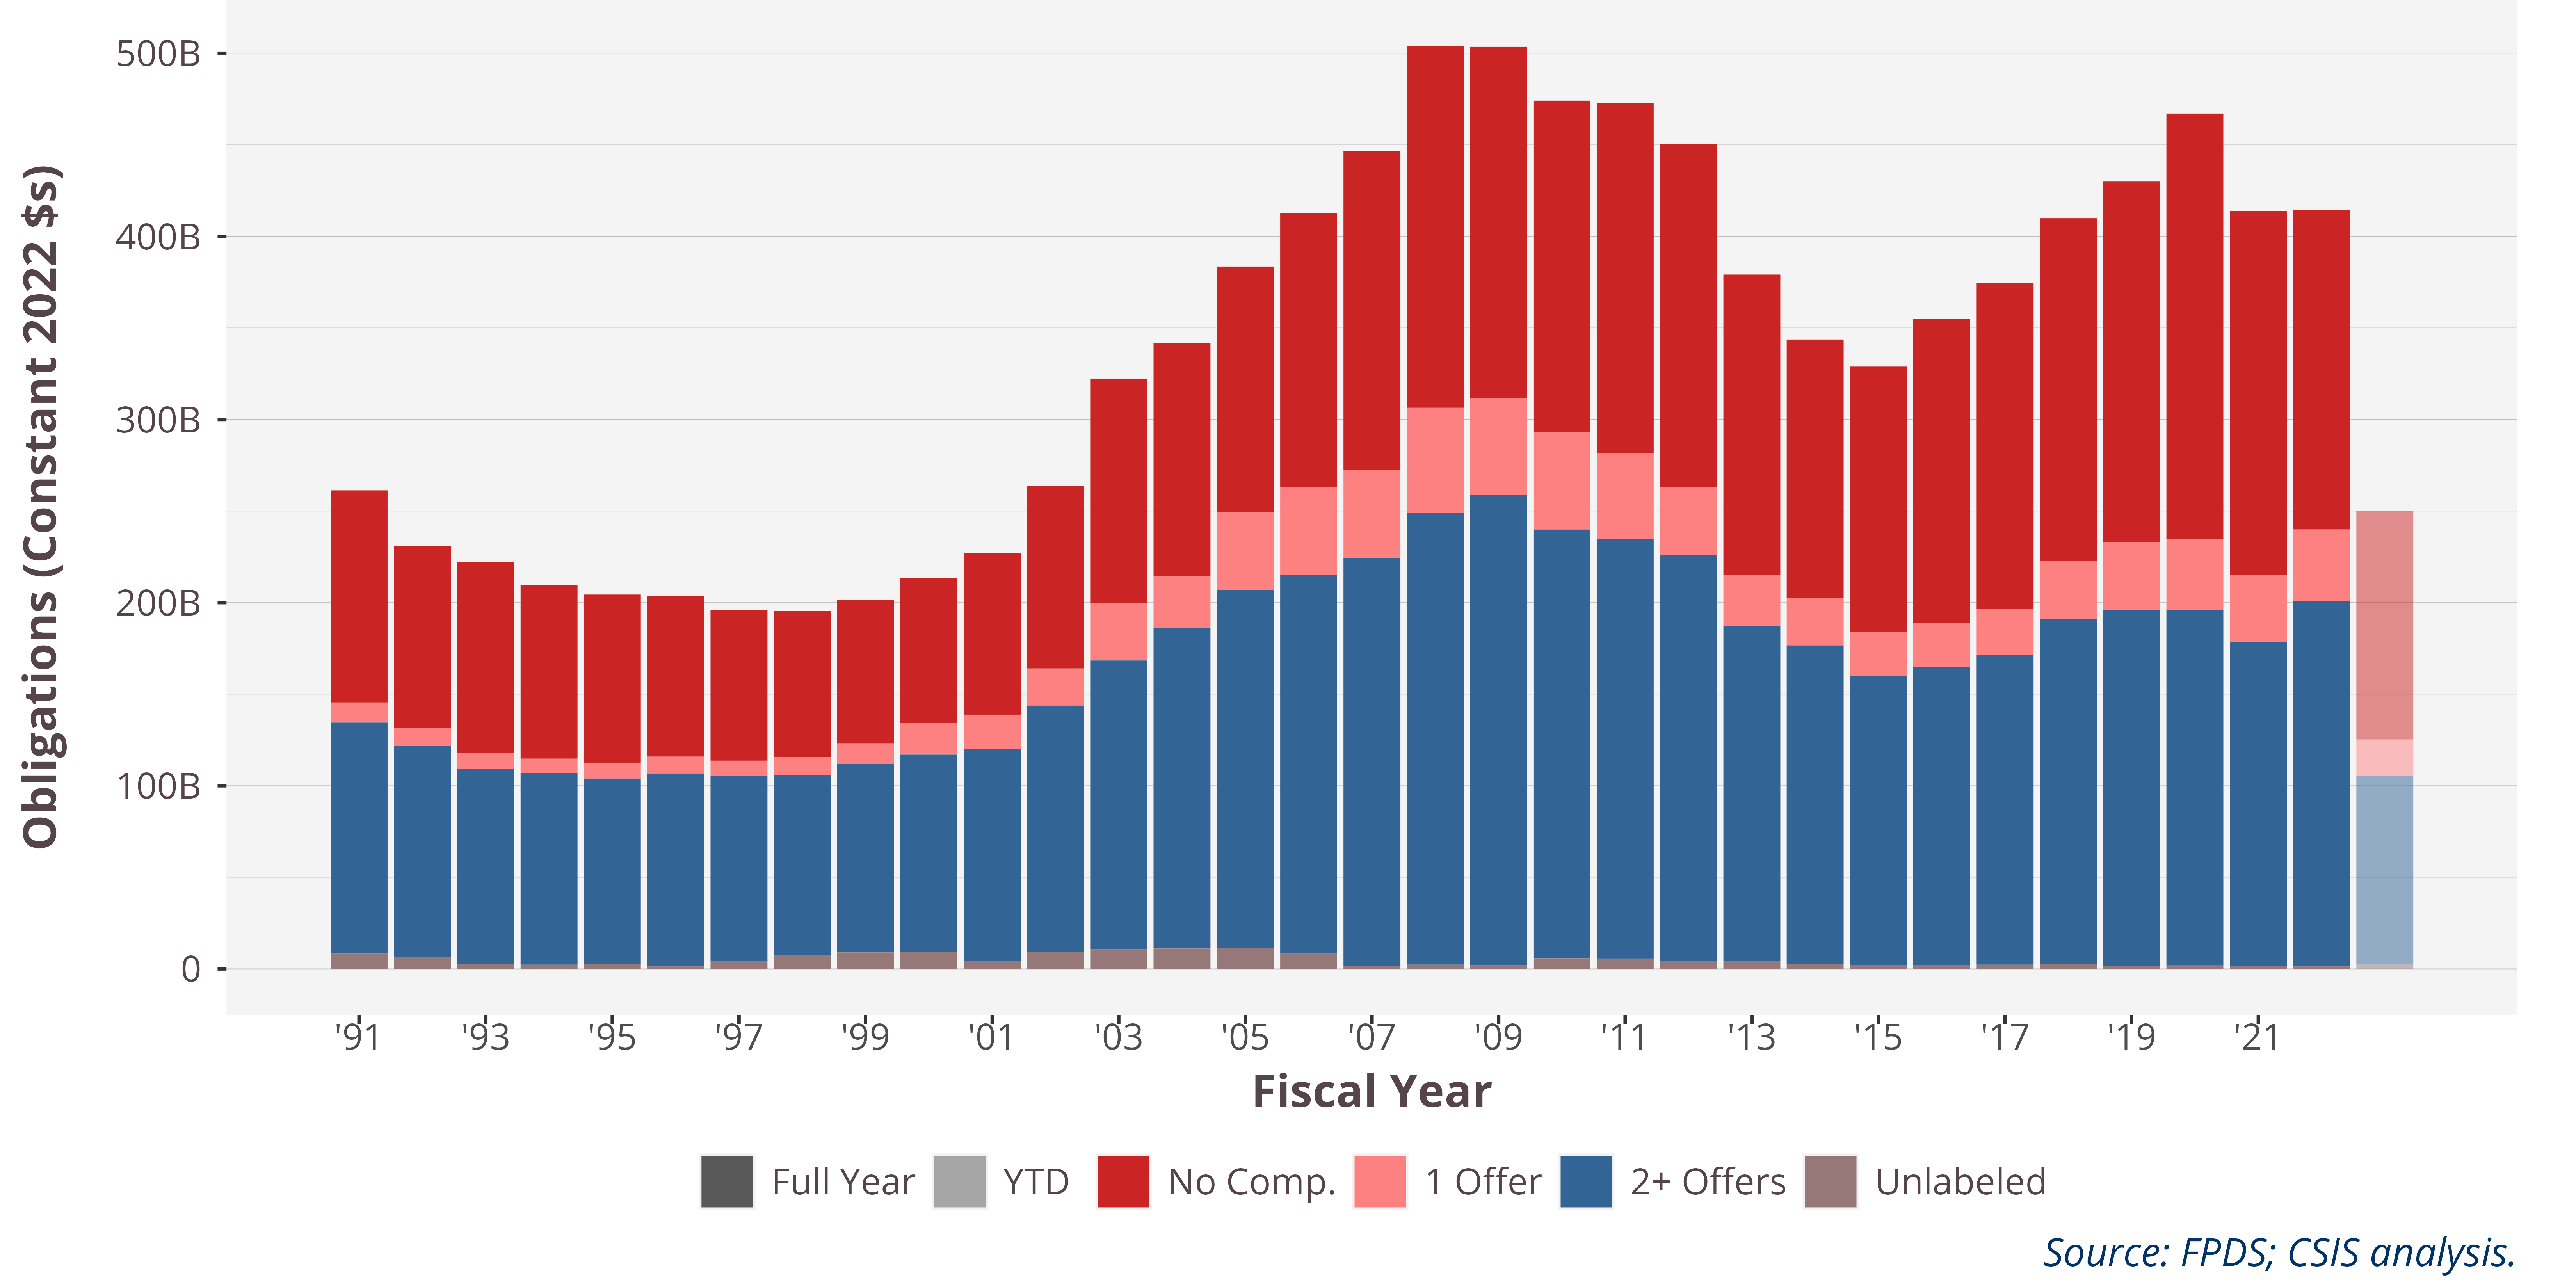 Obligations (Constant 2022 $s)
500B
400B
300B
200B
100B
0
'91 '93 '95 '97 '99 '01 '03 '05 '07 '09 '11 '13 '15 '17 '19 '21
Fiscal Year
Full Year YTD No Comp. 1 Offer 2+ Offers Unlabeled
Source: FPDS; CSIS analysis.